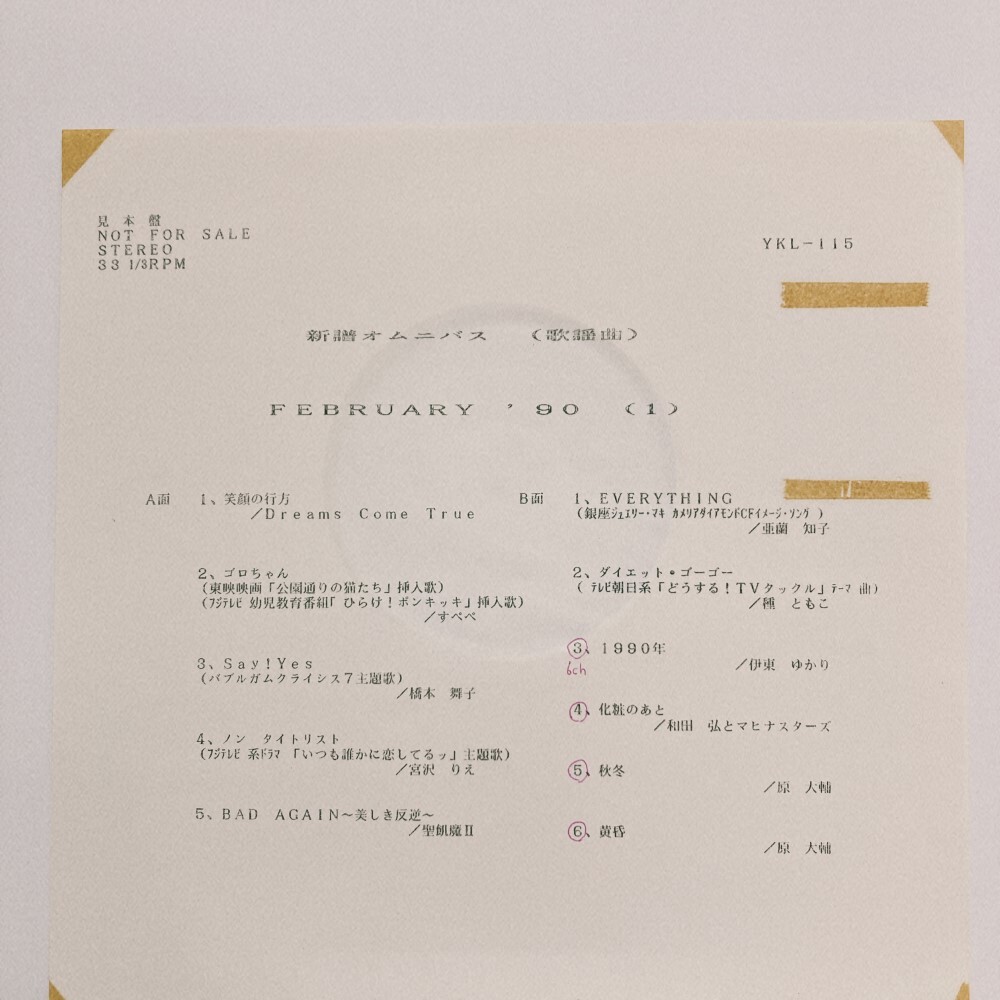 見 本 盤
NOT FOR SALE
STEREO
33 1/3RPM
YKL-115
新譜オムニバス (歌謡曲)
FEBRUARY '90 (1)
A面 1、笑顔の行方
/Dreams Come True
2、ゴロちゃん
(東映映画「公園通りの猫たち」挿入歌)
(フジテレビ 幼児教育番組「ひらけ!ポンキッキ」挿入歌)
/すペペ
3、Say!Yes
(バブルガムクライシス7主題歌)
/橋本 舞子
4、ノン タイトリスト
(フジテレビ 系ドラマ 「いつも誰かに恋してるッ」主題歌)
/宮沢 りえ
5、BAD AGAIN〜美しき反逆〜
/聖飢魔II
B面 1、EVERYTHING
(銀座ジュエリー・マキ カメリアダイアモンドCFイメージ・ソング )
/亜蘭 知子
2、ダイエット・ゴーゴー
( テレビ朝日系「どうする!TVタックル」テーマ曲)
/種 ともこ
③、1990年
6ch
/伊東 ゆかり
④、化粧のあと
/和田 弘とマヒナスターズ
⑤、秋冬
/原 大輔
⑥、黄昏
/原 大輔